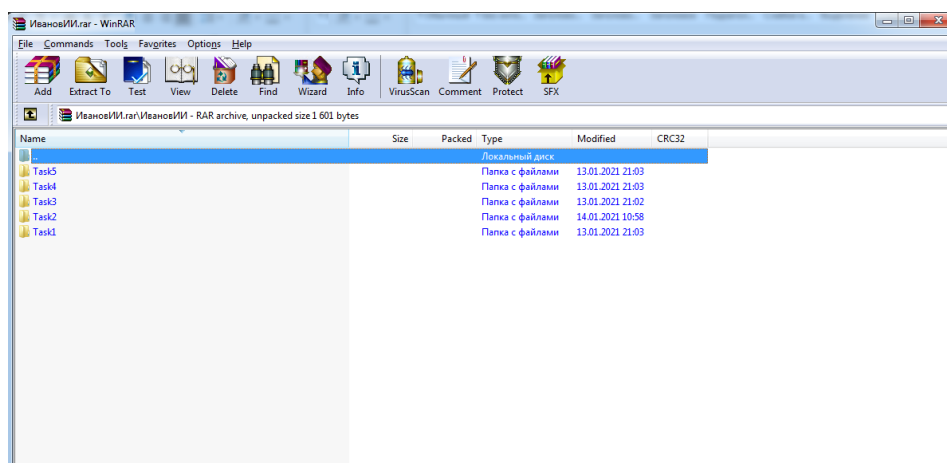 ИвановИИ.rar - WinRAR
File Commands Tools Favorites Options Help
Add Extract To Test View Delete Find Wizard Info VirusScan Comment Protect SFX
ИвановИИ.rar\ИвановИИ - RAR archive, unpacked size 1 601 bytes
Name Size Packed Type Modified CRC32
.. Локальный диск
Task5 Папка с файлами 13.01.2021 21:03
Task4 Папка с файлами 13.01.2021 21:03
Task3 Папка с файлами 13.01.2021 21:02
Task2 Папка с файлами 14.01.2021 10:58
Task1 Папка с файлами 13.01.2021 21:03